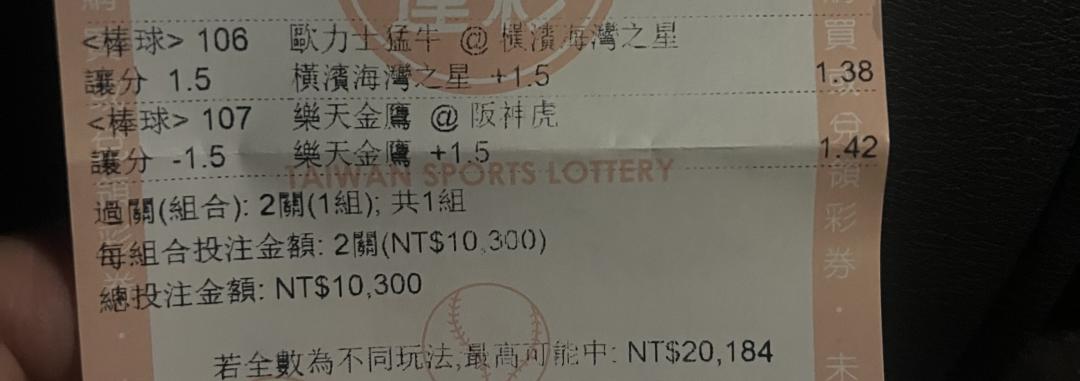 運彩
<棒球> 106 歐力士猛牛 @ 橫濱海灣之星
讓分 1.5 橫濱海灣之星 +1.5 1.38
<棒球> 107 樂天金鷹 @ 阪神虎
讓分 -1.5 樂天金鷹 +1.5 1.42
TAIWAN SPORTS LOTTERY
過關(組合): 2關(1組); 共1組
每組合投注金額: 2關(NT$10,300)
總投注金額: NT$10,300
若全數為不同玩法,最高可能中: NT$20,184